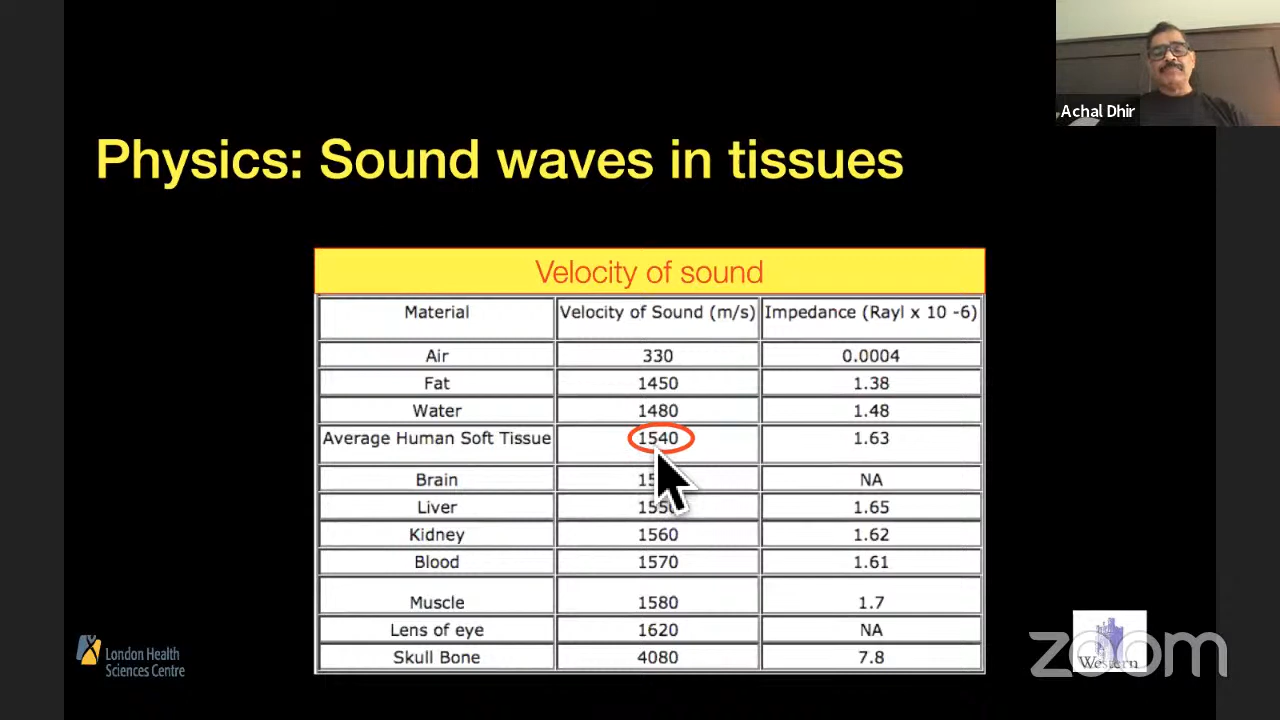 Achal Dhir
Physics: Sound waves in tissues
Velocity of sound
Material Velocity of Sound (m/s) Impedance (Rayl x 10 -6)
Air 330 0.0004
Fat 1450 1.38
Water 1480 1.48
Average Human Soft Tissue 1540 1.63
Brain NA
Liver 1550 1.65
Kidney 1560 1.62
Blood 1570 1.61
Muscle 1580 1.7
Lens of eye 1620 NA
Skull Bone 4080 7.8
London Health
Sciences Centre
zoom
Western